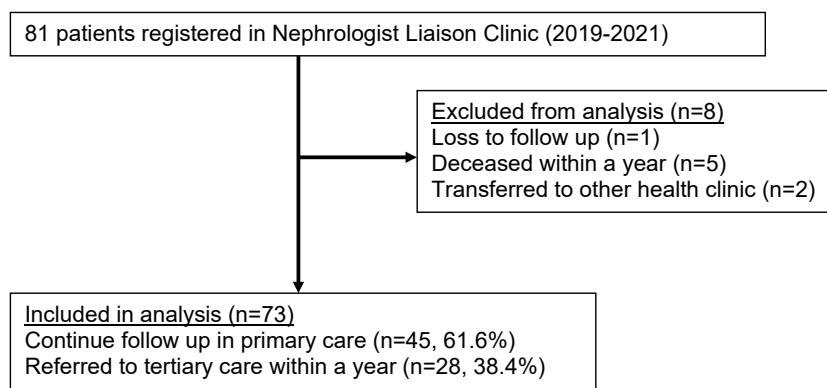 81 patients registered in Nephrologist Liaison Clinic (2019-2021)
Excluded from analysis (n=8)
Loss to follow up (n=1)
Deceased within a year (n=5)
Transferred to other health clinic (n=2)
Included in analysis (n=73)
Continue follow up in primary care (n=45, 61.6%)
Referred to tertiary care within a year (n=28, 38.4%)